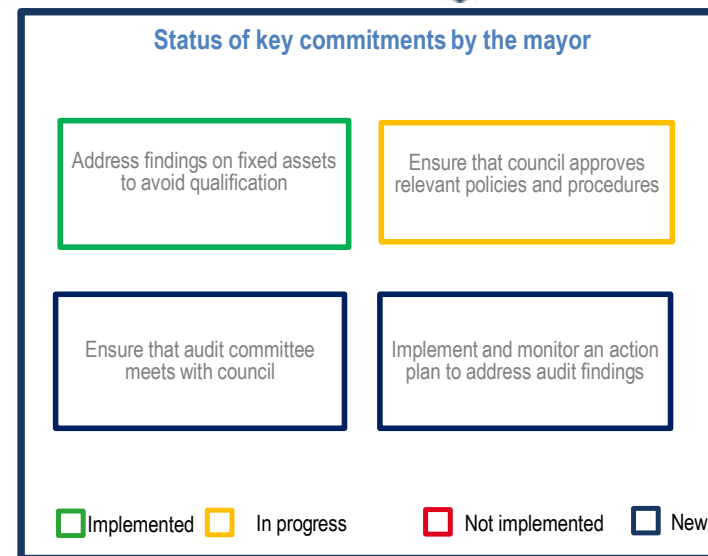 Status of key commitments by the mayor
Address findings on fixed assets
to avoid qualification
Ensure that council approves
relevant policies and procedures
Ensure that audit committee
meets with council
Implement and monitor an action
plan to address audit findings
Implemented
In progress
Not implemented
New